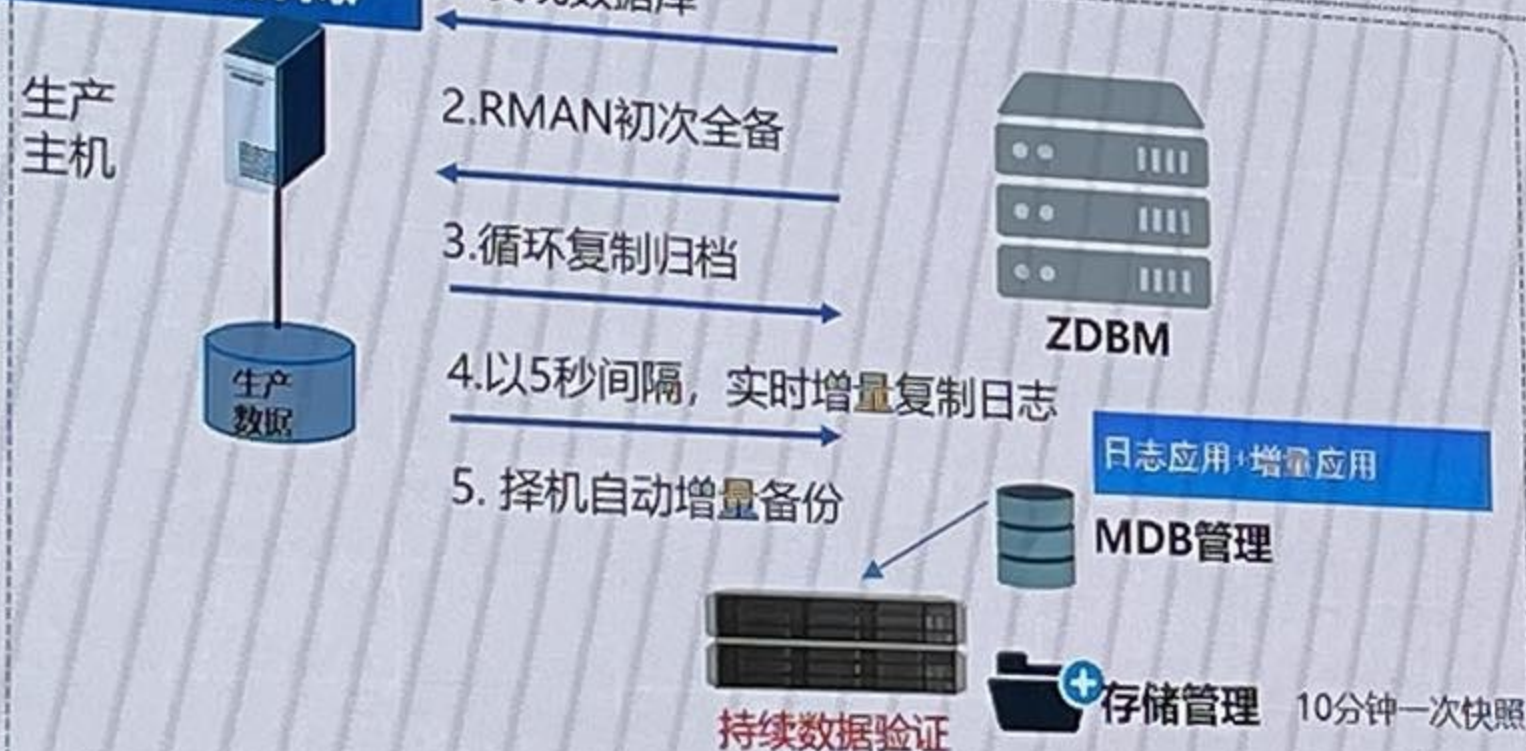 数据库
生产
主机
2.RMAN初次全备
3.循环复制归档
ZDBM
生产
数据
4.以5秒间隔，实时增量复制日志
日志应用+增量应用
5. 择机自动增量备份
MDB管理
持续数据验证
存储管理
10分钟一次快照